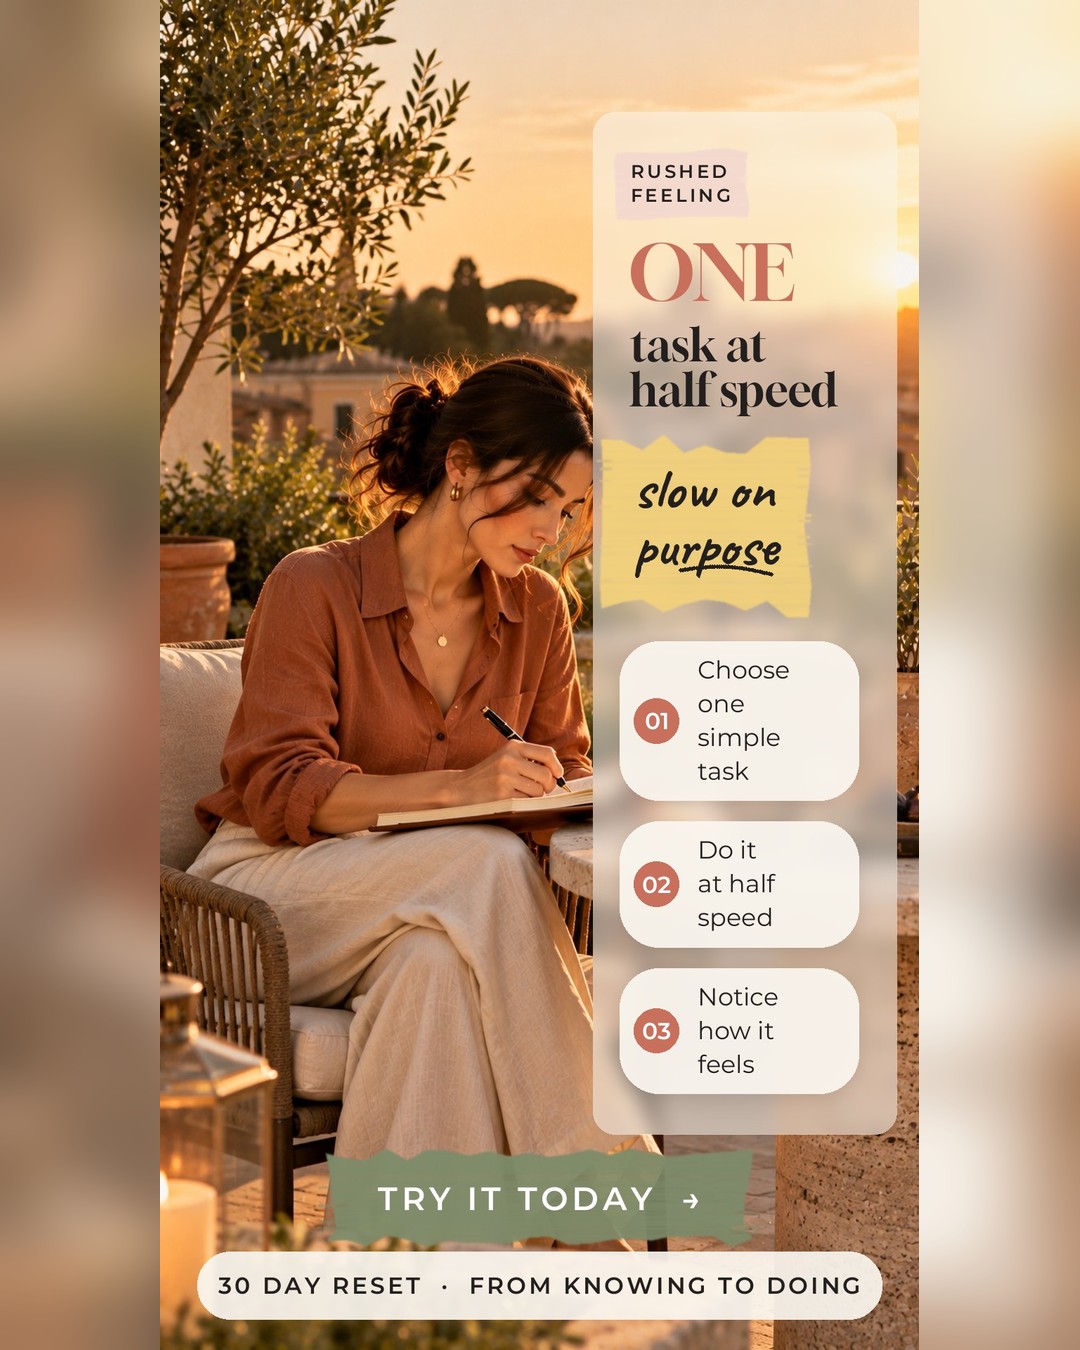 RUSHED
FEELING
ONE
task at
half speed
slow on
purpose
01
Choose
one
simple
task
02
Do it
at half
speed
03
Notice
how it
feels
TRY IT TODAY →
30 DAY RESET · FROM KNOWING TO DOING